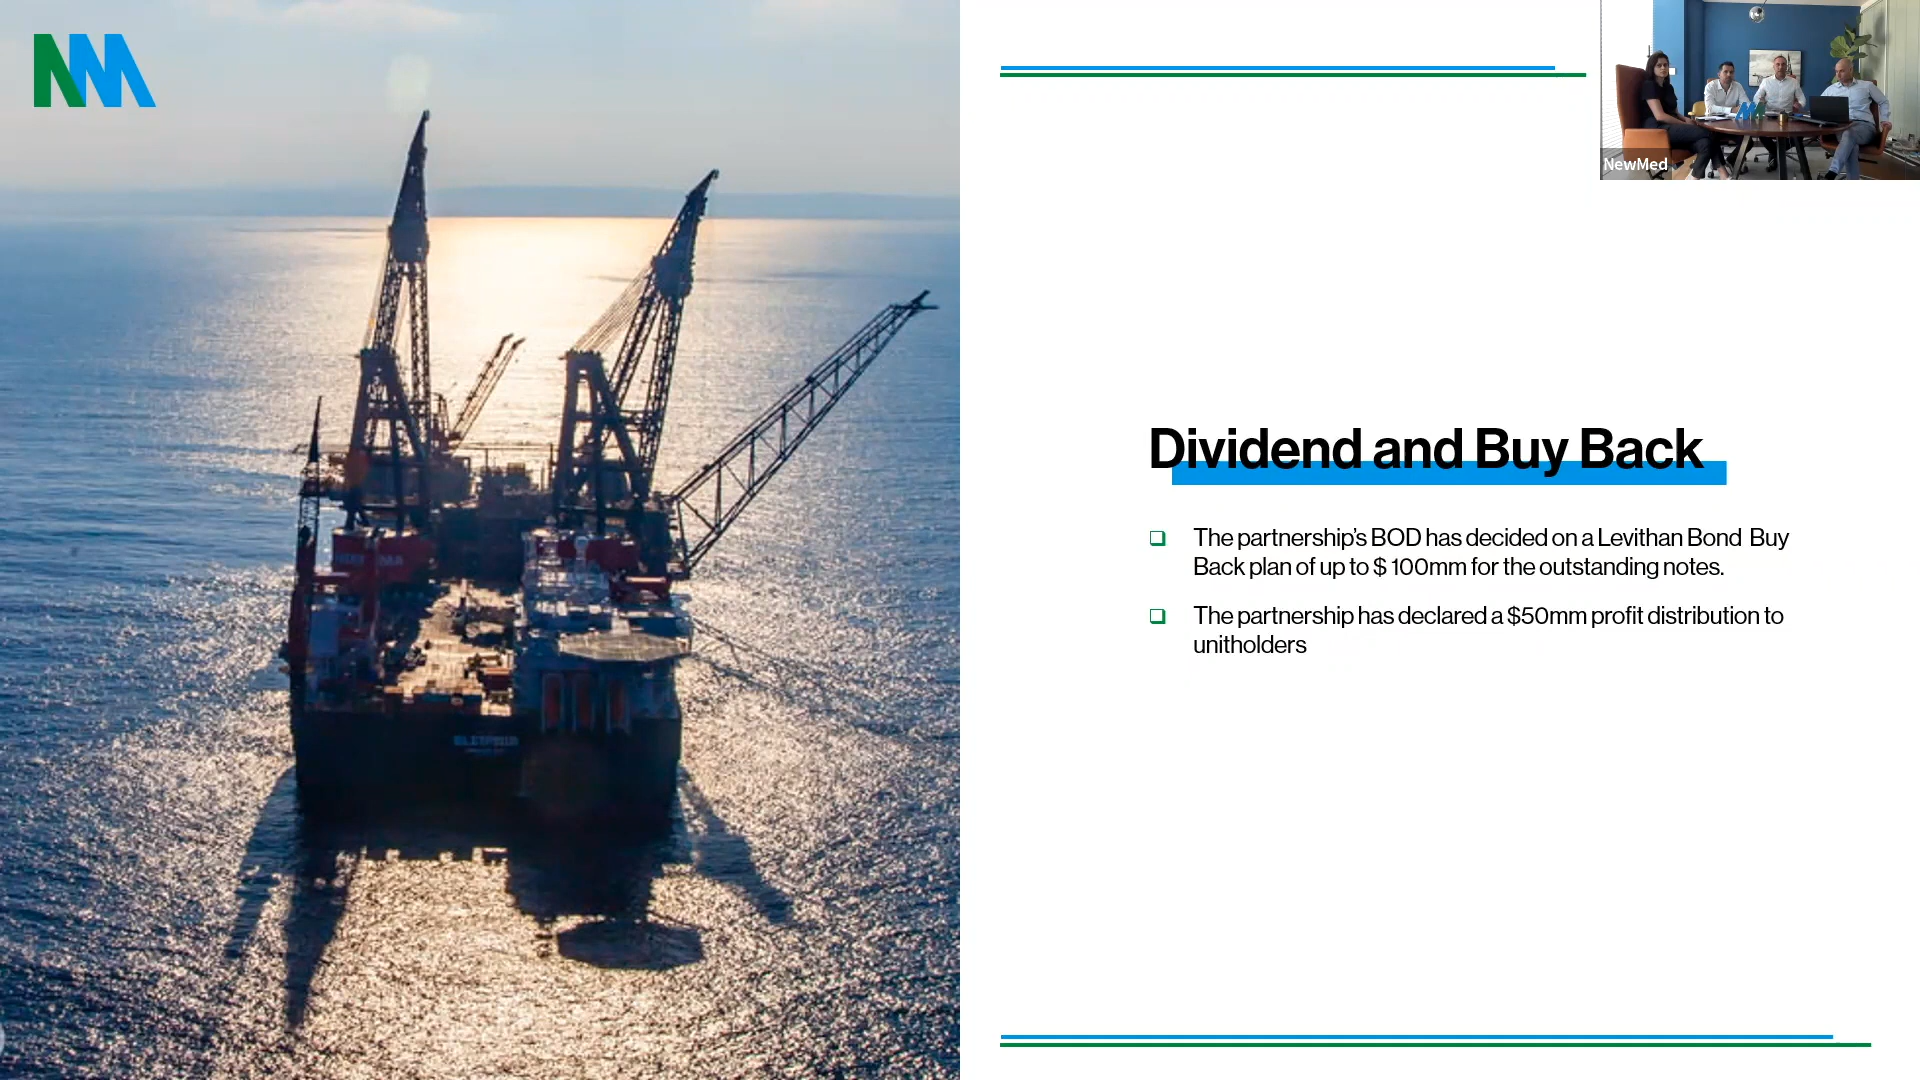 NewMed
Dividend and Buy Back
The partnership's BOD has decided on a Levithan Bond Buy
Back plan of up to $ 100mm for the outstanding notes.
The partnership has declared a $50mm profit distribution to
unitholders